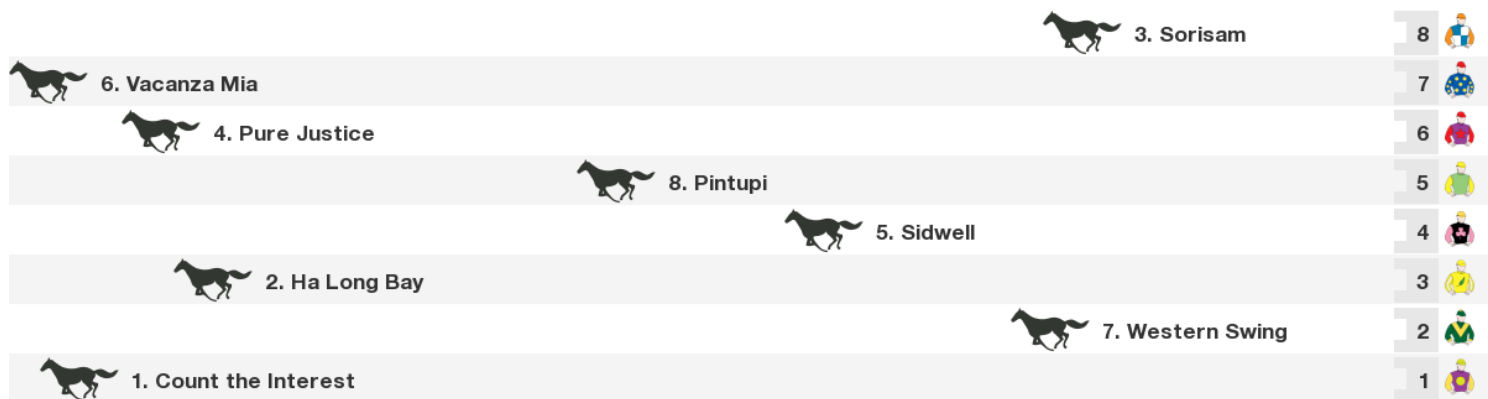 3. Sorisam 8
6. Vacanza Mia 7
4. Pure Justice 6
8. Pintupi 5
5. Sidwell 4
2. Ha Long Bay 3
7. Western Swing 2
1. Count the Interest 1